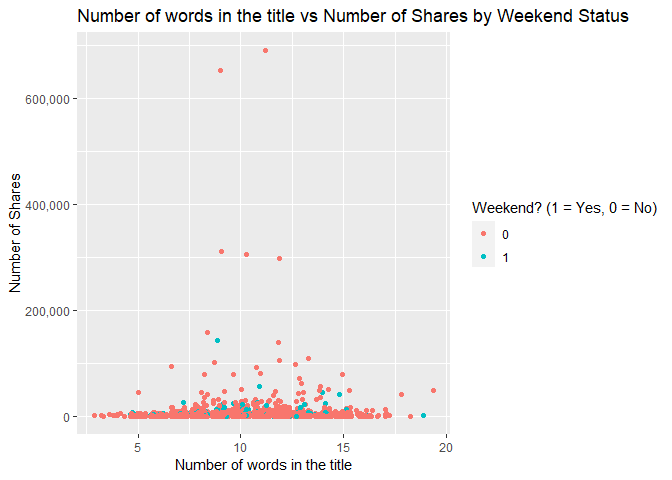 Number of words in the title vs Number of Shares by Weekend Status
600,000
400,000
200,000
0
Number of Shares
5
10
15
20
Number of words in the title
Weekend? (1 = Yes, 0 = No)
0
1